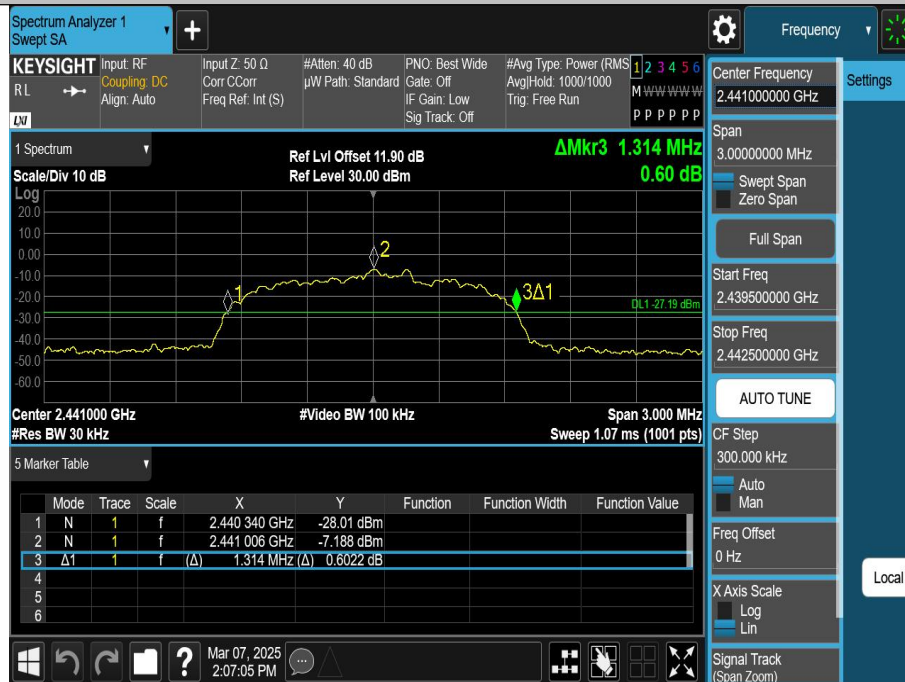 Spectrum Analyzer 1
Swept SA
+
Frequency
KEYSIGHT
RL
LXI
Input: RF
Coupling: DC
Align: Auto
Input Z: 50 Ω
Corr CCorr
Freq Ref: Int (S)
#Atten: 40 dB
µW Path: Standard
PNO: Best Wide
Gate: Off
IF Gain: Low
Sig Track: Off
#Avg Type: Power (RMS
Avg|Hold: 1000/1000
Trig: Free Run
1 2 3 4 5 6
M W W W W W
P P P P P P
1 Spectrum
Scale/Div 10 dB
Ref Lvl Offset 11.90 dB
Ref Level 30.00 dBm
ΔMkr3 1.314 MHz
0.60 dB
Log
20.0
10.0
0.00
-10.0
-20.0
-30.0
-40.0
-50.0
-60.0
1
2
3Δ1
DL1 -27.19 dBm
Center 2.441000 GHz
#Video BW 100 kHz
Span 3.000 MHz
#Res BW 30 kHz
Sweep 1.07 ms (1001 pts)
5 Marker Table
Mode Trace Scale X Y Function Function Width Function Value
1 N 1 f 2.440 340 GHz -28.01 dBm
2 N 1 f 2.441 006 GHz -7.188 dBm
3 Δ1 1 f (Δ) 1.314 MHz (Δ) 0.6022 dB
4
5
6
?
Mar 07, 2025
2:07:05 PM
Center Frequency
2.441000000 GHz
Settings
Span
3.00000000 MHz
Swept Span
Zero Span
Full Span
Start Freq
2.439500000 GHz
Stop Freq
2.442500000 GHz
AUTO TUNE
CF Step
300.000 kHz
Auto
Man
Freq Offset
0 Hz
Local
X Axis Scale
Log
Lin
Signal Track
(Span Zoom)